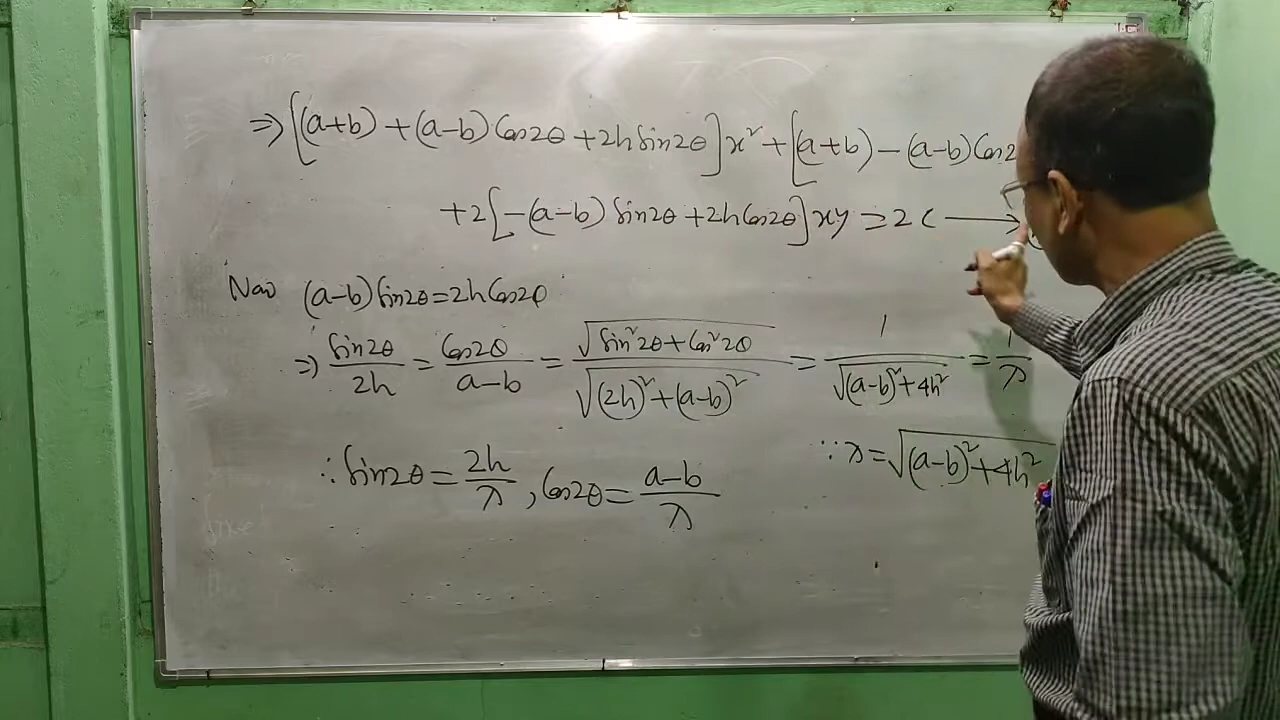 ⇒ [(a+b) + (a-b) Cos2θ + 2h Sin2θ] x² + [(a+b) - (a-b) Cos2
+ 2[-(a-b) Sin2θ + 2h Cos2θ] xy = 2c ⟶
Now (a-b) Sin2θ = 2h Cos2θ
⇒ Sin2θ/2h = Cos2θ/a-b = √(Sin²2θ + Cos²2θ)/√((2h)² + (a-b)²) = 1/√((a-b)² + 4h²) = 1/λ
∴ Sin2θ = 2h/λ , Cos2θ = a-b/λ ∵ λ = √((a-b)² + 4h²)